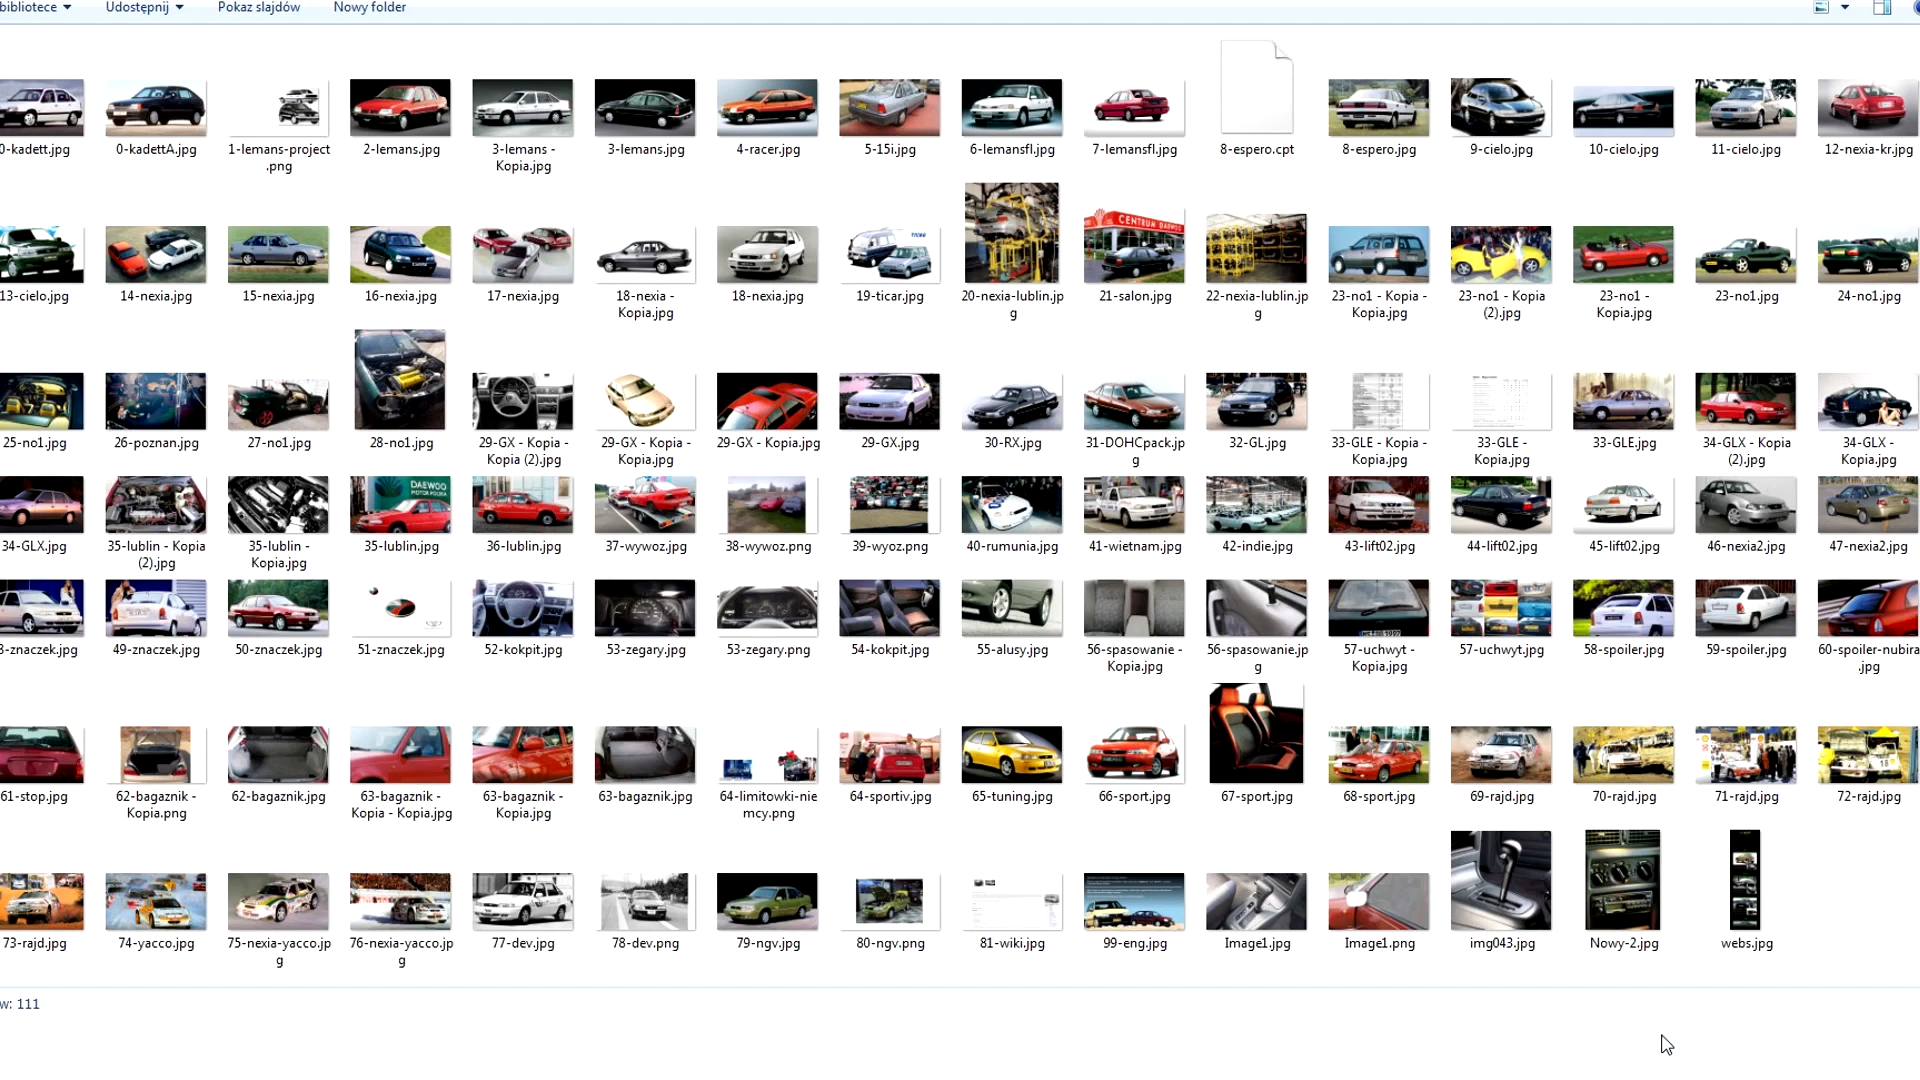 bibliotece Udostępnij Pokaz slajdów Nowy folder
0-kadett.jpg 0-kadettA.jpg 1-lemans-project 2-lemans.jpg 3-lemans - 3-lemans.jpg 4-racer.jpg 5-15i.jpg 6-lemansfl.jpg 7-lemansfl.jpg 8-espero.cpt 8-espero.jpg 9-cielo.jpg 10-cielo.jpg 11-cielo.jpg 12-nexia-kr.jpg
.png Kopia.jpg
CENTRUM DAEWOO
13-cielo.jpg 14-nexia.jpg 15-nexia.jpg 16-nexia.jpg 17-nexia.jpg 18-nexia - 18-nexia.jpg 19-ticar.jpg 20-nexia-lublin.jp 21-salon.jpg 22-nexia-lublin.jp 23-no1 - Kopia - 23-no1 - Kopia 23-no1 - 23-no1.jpg 24-no1.jpg
Kopia.jpg g g Kopia.jpg (2).jpg Kopia.jpg
25-no1.jpg 26-poznan.jpg 27-no1.jpg 28-no1.jpg 29-GX - Kopia - 29-GX - Kopia - 29-GX - Kopia.jpg 29-GX.jpg 30-RX.jpg 31-DOHCpack.jp 32-GL.jpg 33-GLE - Kopia - 33-GLE - 33-GLE.jpg 34-GLX - Kopia 34-GLX -
Kopia (2).jpg Kopia.jpg g Kopia.jpg Kopia.jpg (2).jpg Kopia.jpg
DAEWOO
MOTOR POLSKA
34-GLX.jpg 35-lublin - Kopia 35-lublin - 35-lublin.jpg 36-lublin.jpg 37-wywoz.jpg 38-wywoz.png 39-wyoz.png 40-rumunia.jpg 41-wietnam.jpg 42-indie.jpg 43-lift02.jpg 44-lift02.jpg 45-lift02.jpg 46-nexia2.jpg 47-nexia2.jpg
(2).jpg Kopia.jpg
8-znaczek.jpg 49-znaczek.jpg 50-znaczek.jpg 51-znaczek.jpg 52-kokpit.jpg 53-zegary.jpg 53-zegary.png 54-kokpit.jpg 55-alusy.jpg 56-spasowanie - 56-spasowanie.jp 57-uchwyt - 57-uchwyt.jpg 58-spoiler.jpg 59-spoiler.jpg 60-spoiler-nubira
Kopia.jpg g Kopia.jpg .jpg
61-stop.jpg 62-bagaznik - 62-bagaznik.jpg 63-bagaznik - 63-bagaznik - 63-bagaznik.jpg 64-limitowki-nie 64-sportiv.jpg 65-tuning.jpg 66-sport.jpg 67-sport.jpg 68-sport.jpg 69-rajd.jpg 70-rajd.jpg 71-rajd.jpg 72-rajd.jpg
Kopia.png Kopia - Kopia.jpg Kopia.jpg mcy.png
73-rajd.jpg 74-yacco.jpg 75-nexia-yacco.jp 76-nexia-yacco.jp 77-dev.jpg 78-dev.png 79-ngv.jpg 80-ngv.png 81-wiki.jpg 99-eng.jpg Image1.jpg Image1.png img043.jpg Nowy-2.jpg webs.jpg
g g
w: 111